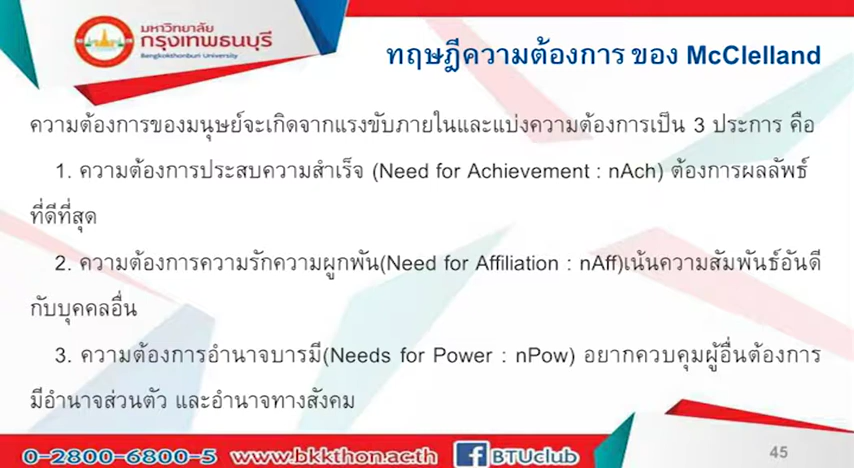 มหาวิทยาลัย
กรุงเทพธนบุรี
Bangkokthonburi University
ทฤษฎีความต้องการ ของ McClelland
ความต้องการของมนุษย์จะเกิดจากแรงขับภายในและแบ่งความต้องการเป็น 3 ประการ คือ
1. ความต้องการประสบความสำเร็จ (Need for Achievement : nAch) ต้องการผลลัพธ์
ที่ดีที่สุด
2. ความต้องการความรักความผูกพัน(Need for Affiliation : nAff)เน้นความสัมพันธ์อันดี
กับบุคคลอื่น
3. ความต้องการอำนาจบารมี(Needs for Power : nPow) อยากควบคุมผู้อื่นต้องการ
มีอำนาจส่วนตัว และอำนาจทางสังคม
0-2800-6800-5 www.bkkthon.ac.th f BTUclub
45